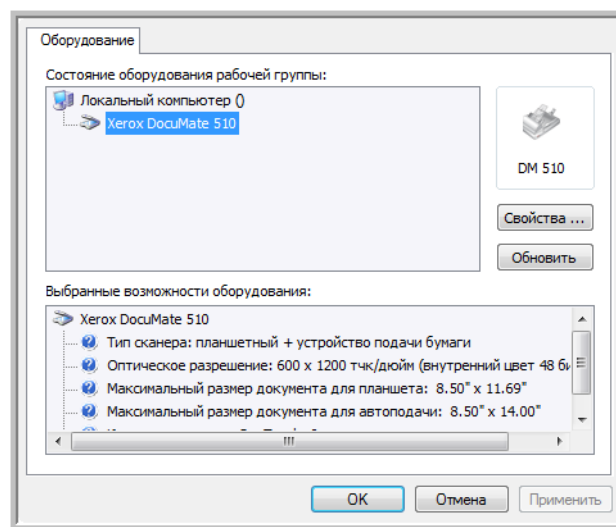 Оборудование
Состояние оборудования рабочей группы:
Локальный компьютер ()
Xerox DocuMate 510
DM 510
Свойства ...
Обновить
Выбранные возможности оборудования:
Xerox DocuMate 510
Тип сканера: планшетный + устройство подачи бумаги
Оптическое разрешение: 600 x 1200 тчк/дюйм (внутренний цвет 48 би
Максимальный размер документа для планшета: 8.50" x 11.69"
Максимальный размер документа для автоподачи: 8.50" x 14.00"
OK
Отмена
Применить